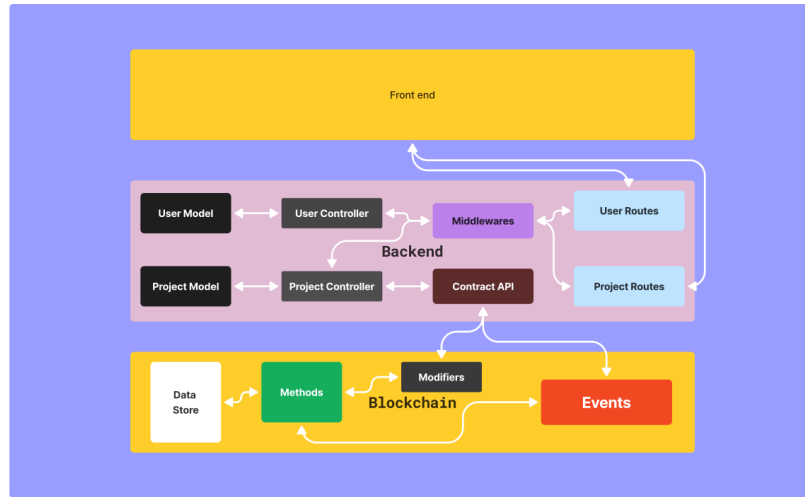 Front end
User Model
User Controller
Middlewares
User Routes
Backend
Project Model
Project Controller
Contract API
Project Routes
Data
Store
Methods
Modifiers
Blockchain
Events